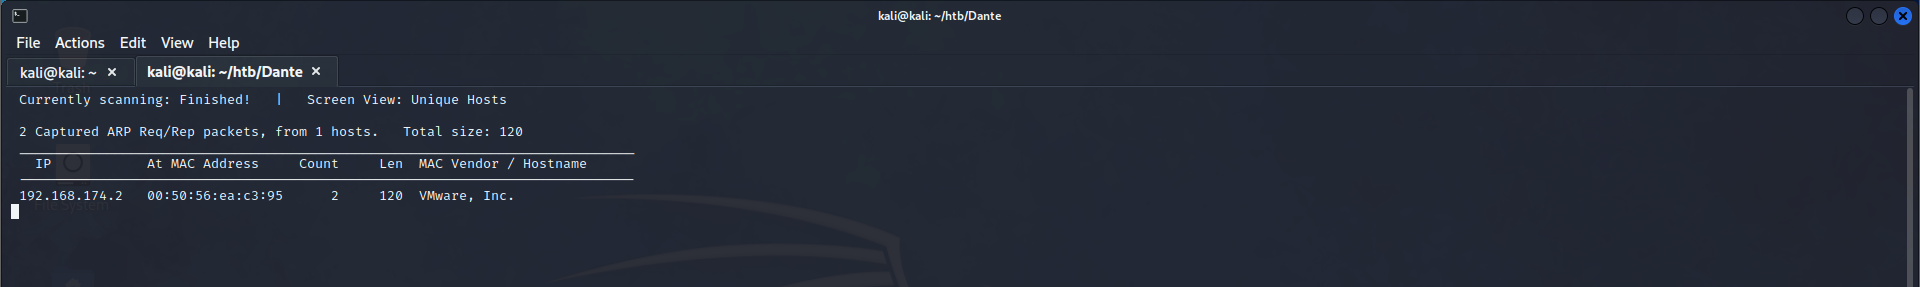 kali@kali: ~/htb/Dante
File Actions Edit View Help
kali@kali: ~ × kali@kali: ~/htb/Dante ×
Currently scanning: Finished! | Screen View: Unique Hosts
2 Captured ARP Req/Rep packets, from 1 hosts. Total size: 120
IP At MAC Address Count Len MAC Vendor / Hostname
192.168.174.2 00:50:56:ea:c3:95 2 120 VMware, Inc.